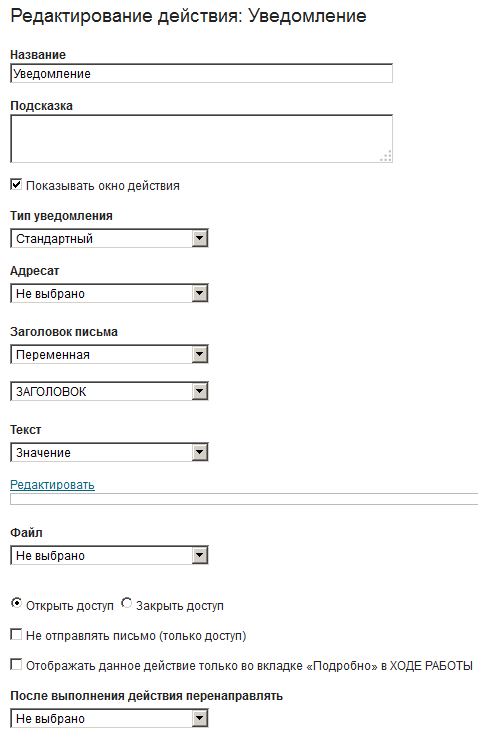 Редактирование действия: Уведомление
Название
Уведомление
Подсказка
Показывать окно действия
Тип уведомления
Стандартный
Адресат
Не выбрано
Заголовок письма
Переменная
ЗАГОЛОВОК
Текст
Значение
Редактировать
Файл
Не выбрано
Открыть доступ Закрыть доступ
Не отправлять письмо (только доступ)
Отображать данное действие только во вкладке «Подробно» в ХОДЕ РАБОТЫ
После выполнения действия перенаправлять
Не выбрано